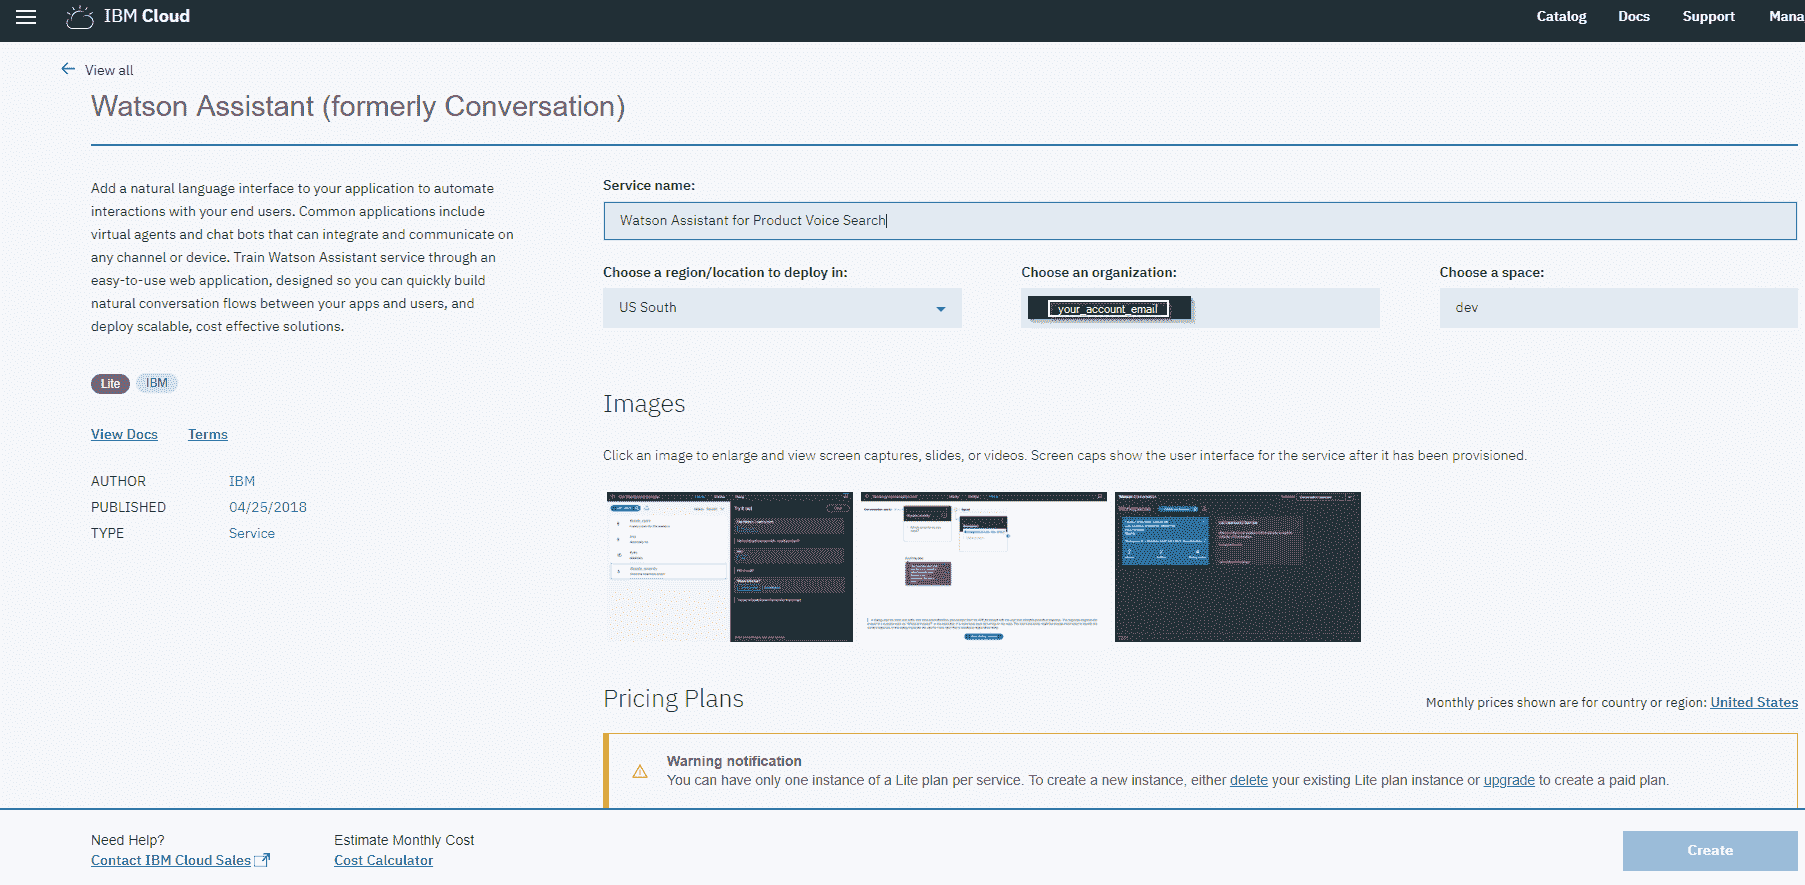 IBM Cloud
Catalog Docs Support Mana
View all
Watson Assistant (formerly Conversation)
Add a natural language interface to your application to automate
interactions with your end users. Common applications include
virtual agents and chat bots that can integrate and communicate on
any channel or device. Train Watson Assistant service through an
easy-to-use web application, designed so you can quickly build
natural conversation flows between your apps and users, and
deploy scalable, cost effective solutions.
Lite IBM
View Docs Terms
AUTHOR IBM
PUBLISHED 04/25/2018
TYPE Service
Service name:
Watson Assistant for Product Voice Search
Choose a region/location to deploy in: Choose an organization: Choose a space:
US South your_account_email dev
Images
Click an image to enlarge and view screen captures, slides, or videos. Screen caps show the user interface for the service after it has been provisioned.
Pricing Plans
Monthly prices shown are for country or region: United States
Warning notification
You can have only one instance of a Lite plan per service. To create a new instance, either delete your existing Lite plan instance or upgrade to create a paid plan.
Need Help? Estimate Monthly Cost
Contact IBM Cloud Sales Cost Calculator
Create